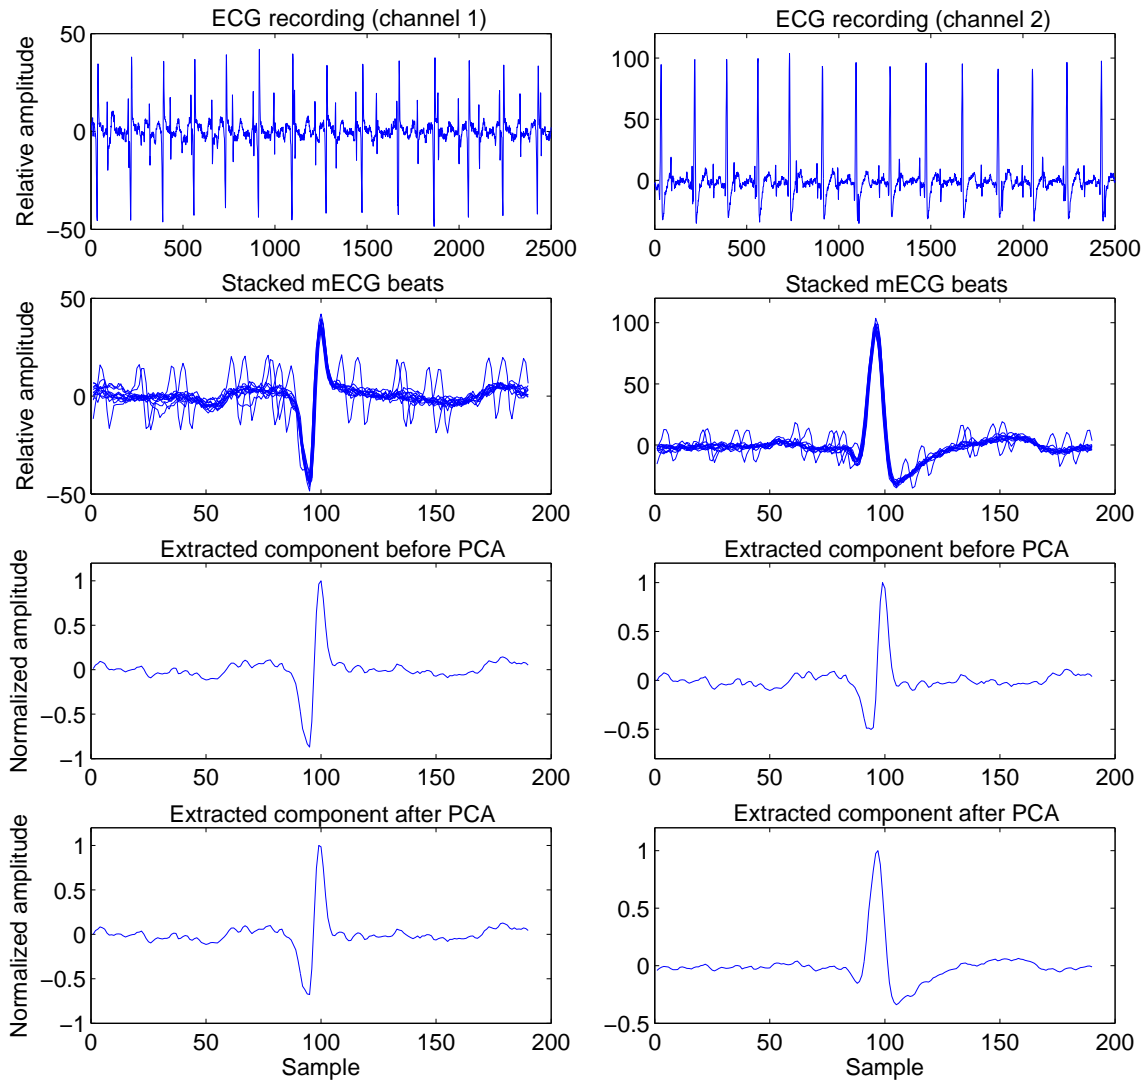 ECG recording (channel 1)
Relative amplitude
50
0
−50
0 500 1000 1500 2000 2500
ECG recording (channel 2)
100
50
0
0 500 1000 1500 2000 2500
Stacked mECG beats
Relative amplitude
50
0
−50
0 50 100 150 200
Stacked mECG beats
100
50
0
0 50 100 150 200
Extracted component before PCA
Normalized amplitude
1
0.5
0
−0.5
−1
0 50 100 150 200
Extracted component before PCA
1
0.5
0
−0.5
0 50 100 150 200
Extracted component after PCA
Normalized amplitude
1
0.5
0
−0.5
−1
0 50 100 150 200
Sample
Extracted component after PCA
1
0.5
0
−0.5
0 50 100 150 200
Sample